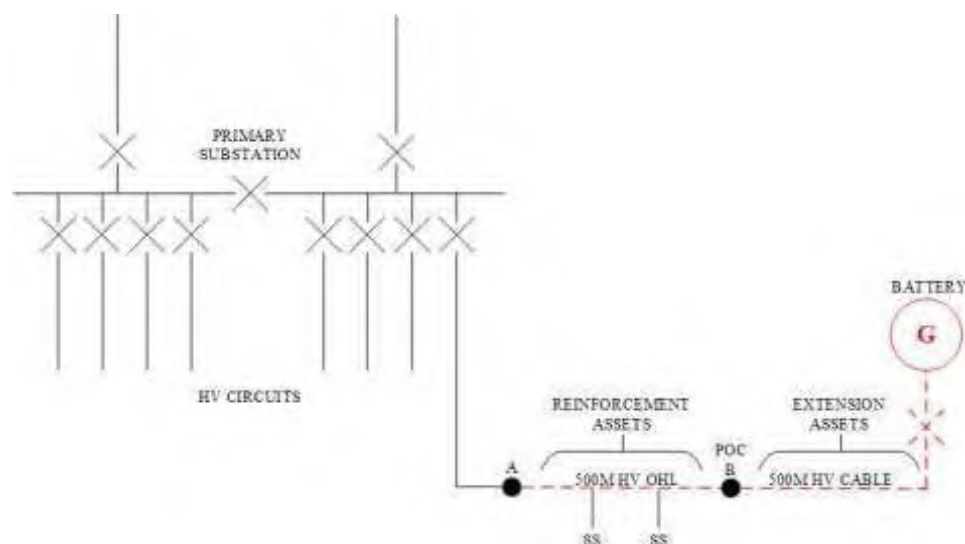 PRIMARY
SUBSTATION
BATTERY
G
HV CIRCUITS
REINFORCEMENT
ASSETS
EXTENSION
ASSETS
A
POC
B
500M HV OHL
500M HV CABLE
SS
SS